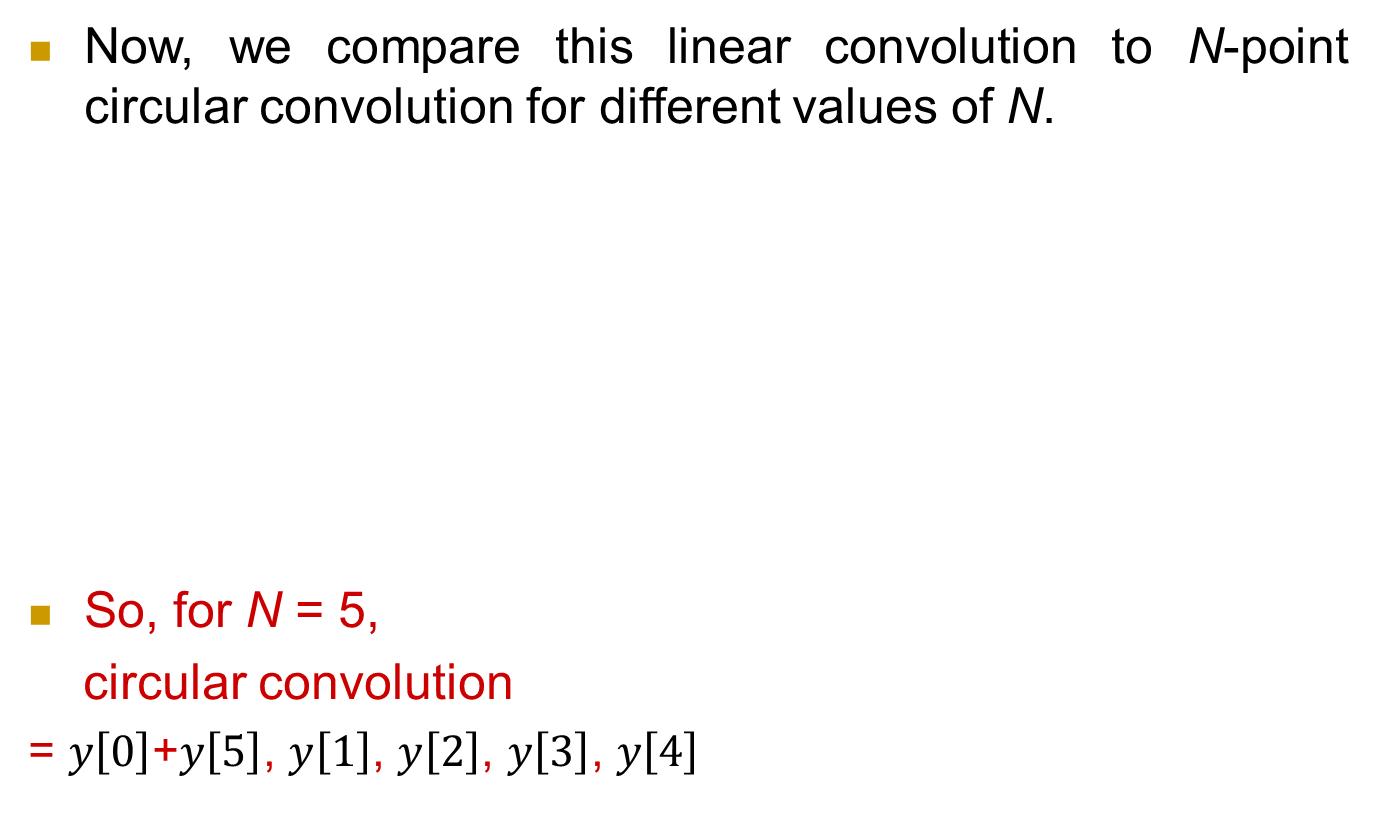 Now, we compare this linear convolution to N-point
circular convolution for different values of N.
So, for N = 5,
circular convolution
= y[0]+y[5], y[1], y[2], y[3], y[4]